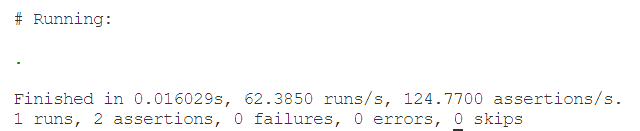 # Running:
.
Finished in 0.016029s, 62.3850 runs/s, 124.7700 assertions/s.
1 runs, 2 assertions, 0 failures, 0 errors, 0 skips